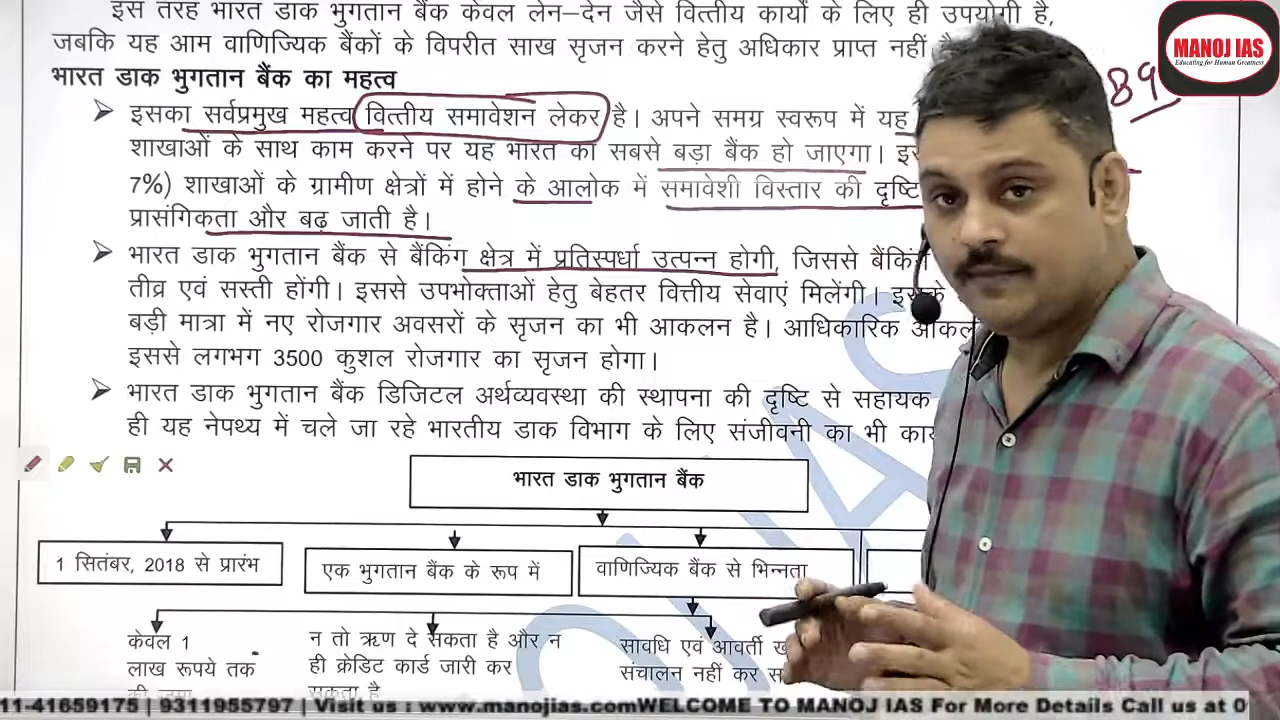 इस तरह भारत डाक भुगतान बैंक केवल लेन–देन जैसे वित्तीय कार्यों के लिए ही उपयोगी है,
जबकि यह आम वाणिज्यिक बैंकों के विपरीत साख सृजन करने हेतु अधिकार प्राप्त नहीं
भारत डाक भुगतान बैंक का महत्व
➢ इसका सर्वप्रमुख महत्व वित्तीय समावेशन लेकर है। अपने समग्र स्वरूप में यह
शाखाओं के साथ काम करने पर यह भारत का सबसे बड़ा बैंक हो जाएगा।
7%) शाखाओं के ग्रामीण क्षेत्रों में होने के आलोक में समावेशी विस्तार की दृष्टि
प्रासंगिकता और बढ़ जाती है।
➢ भारत डाक भुगतान बैंक से बैंकिंग क्षेत्र में प्रतिस्पर्धा उत्पन्न होगी, जिससे बैंकिंग
तीव्र एवं सस्ती होंगी। इससे उपभोक्ताओं हेतु बेहतर वित्तीय सेवाएं मिलेंगी।
बड़ी मात्रा में नए रोजगार अवसरों के सृजन का भी आकलन है। आधिकारिक
इससे लगभग 3500 कुशल रोजगार का सृजन होगा।
➢ भारत डाक भुगतान बैंक डिजिटल अर्थव्यवस्था की स्थापना की दृष्टि से सहायक
ही यह नेपथ्य में चले जा रहे भारतीय डाक विभाग के लिए संजीवनी का भी
भारत डाक भुगतान बैंक
1 सितंबर, 2018 से प्रारंभ
एक भुगतान बैंक के रूप में
वाणिज्यिक बैंक से भिन्नता
केवल 1
लाख रूपये तक
न तो ऋण दे सकता है और न
ही क्रेडिट कार्ड जारी कर
सकता है
सावधि एवं आवर्ती
संचालन नहीं कर
89
MANOJ IAS
Educating for Human Greatness
11-41659175 | 9311955797 | Visit us : www.manojias.comWELCOME TO MANOJ IAS For More Details Call us at 0